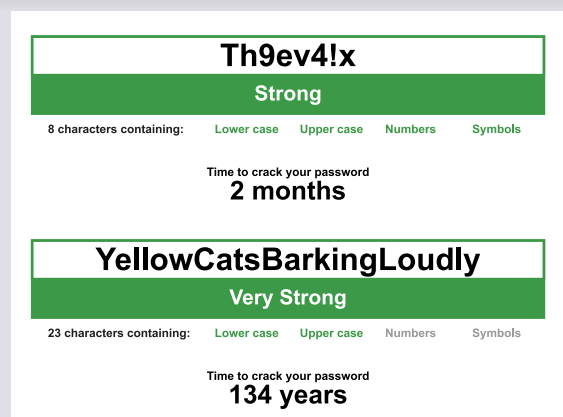 Th9ev4!x
Strong
8 characters containing: Lower case Upper case Numbers Symbols
Time to crack your password
2 months
YellowCatsBarkingLoudly
Very Strong
23 characters containing: Lower case Upper case Numbers Symbols
Time to crack your password
134 years